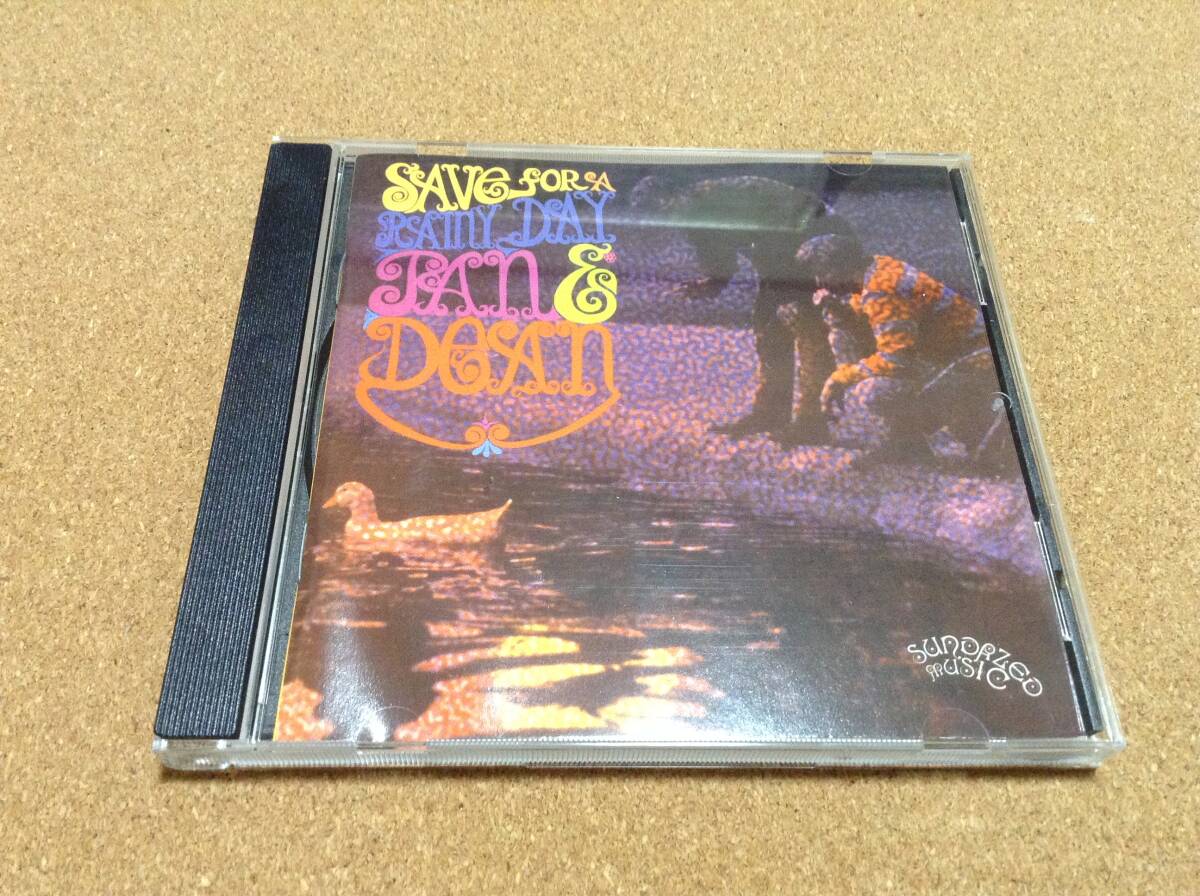 SAVE FOR A
RAINY DAY
JAN &
DEAN
SUNDAZED
MUSIC